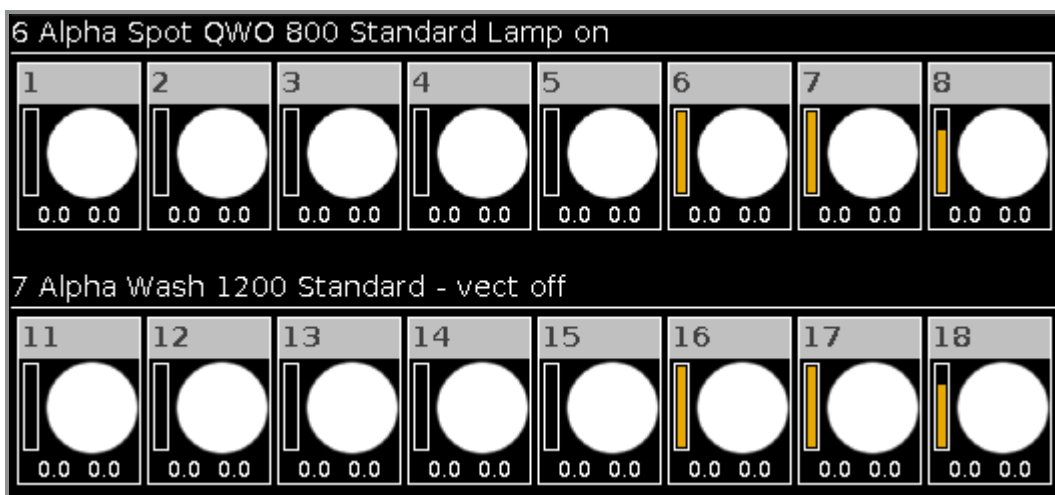 6 Alpha Spot QWO 800 Standard Lamp on
1 2 3 4 5 6 7 8
0.0 0.0 0.0 0.0 0.0 0.0 0.0 0.0 0.0 0.0 0.0 0.0 0.0 0.0 0.0 0.0
7 Alpha Wash 1200 Standard - vect off
11 12 13 14 15 16 17 18
0.0 0.0 0.0 0.0 0.0 0.0 0.0 0.0 0.0 0.0 0.0 0.0 0.0 0.0 0.0 0.0